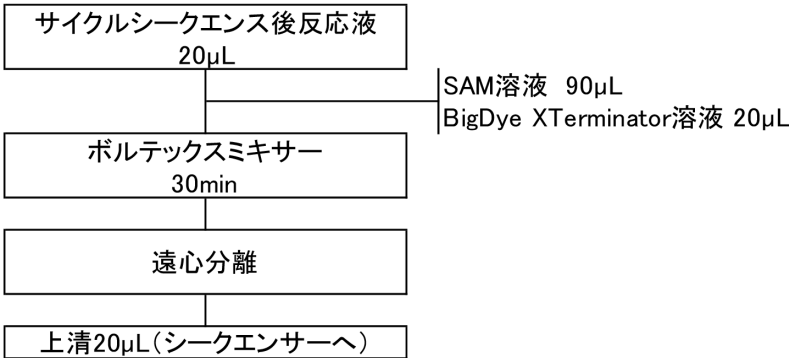 サイクルシークエンス後反応液
20μL
SAM溶液 90μL
BigDye XTerminator溶液 20μL
ボルテックスミキサー
30min
遠心分離
上清20μL(シークエンサーへ)